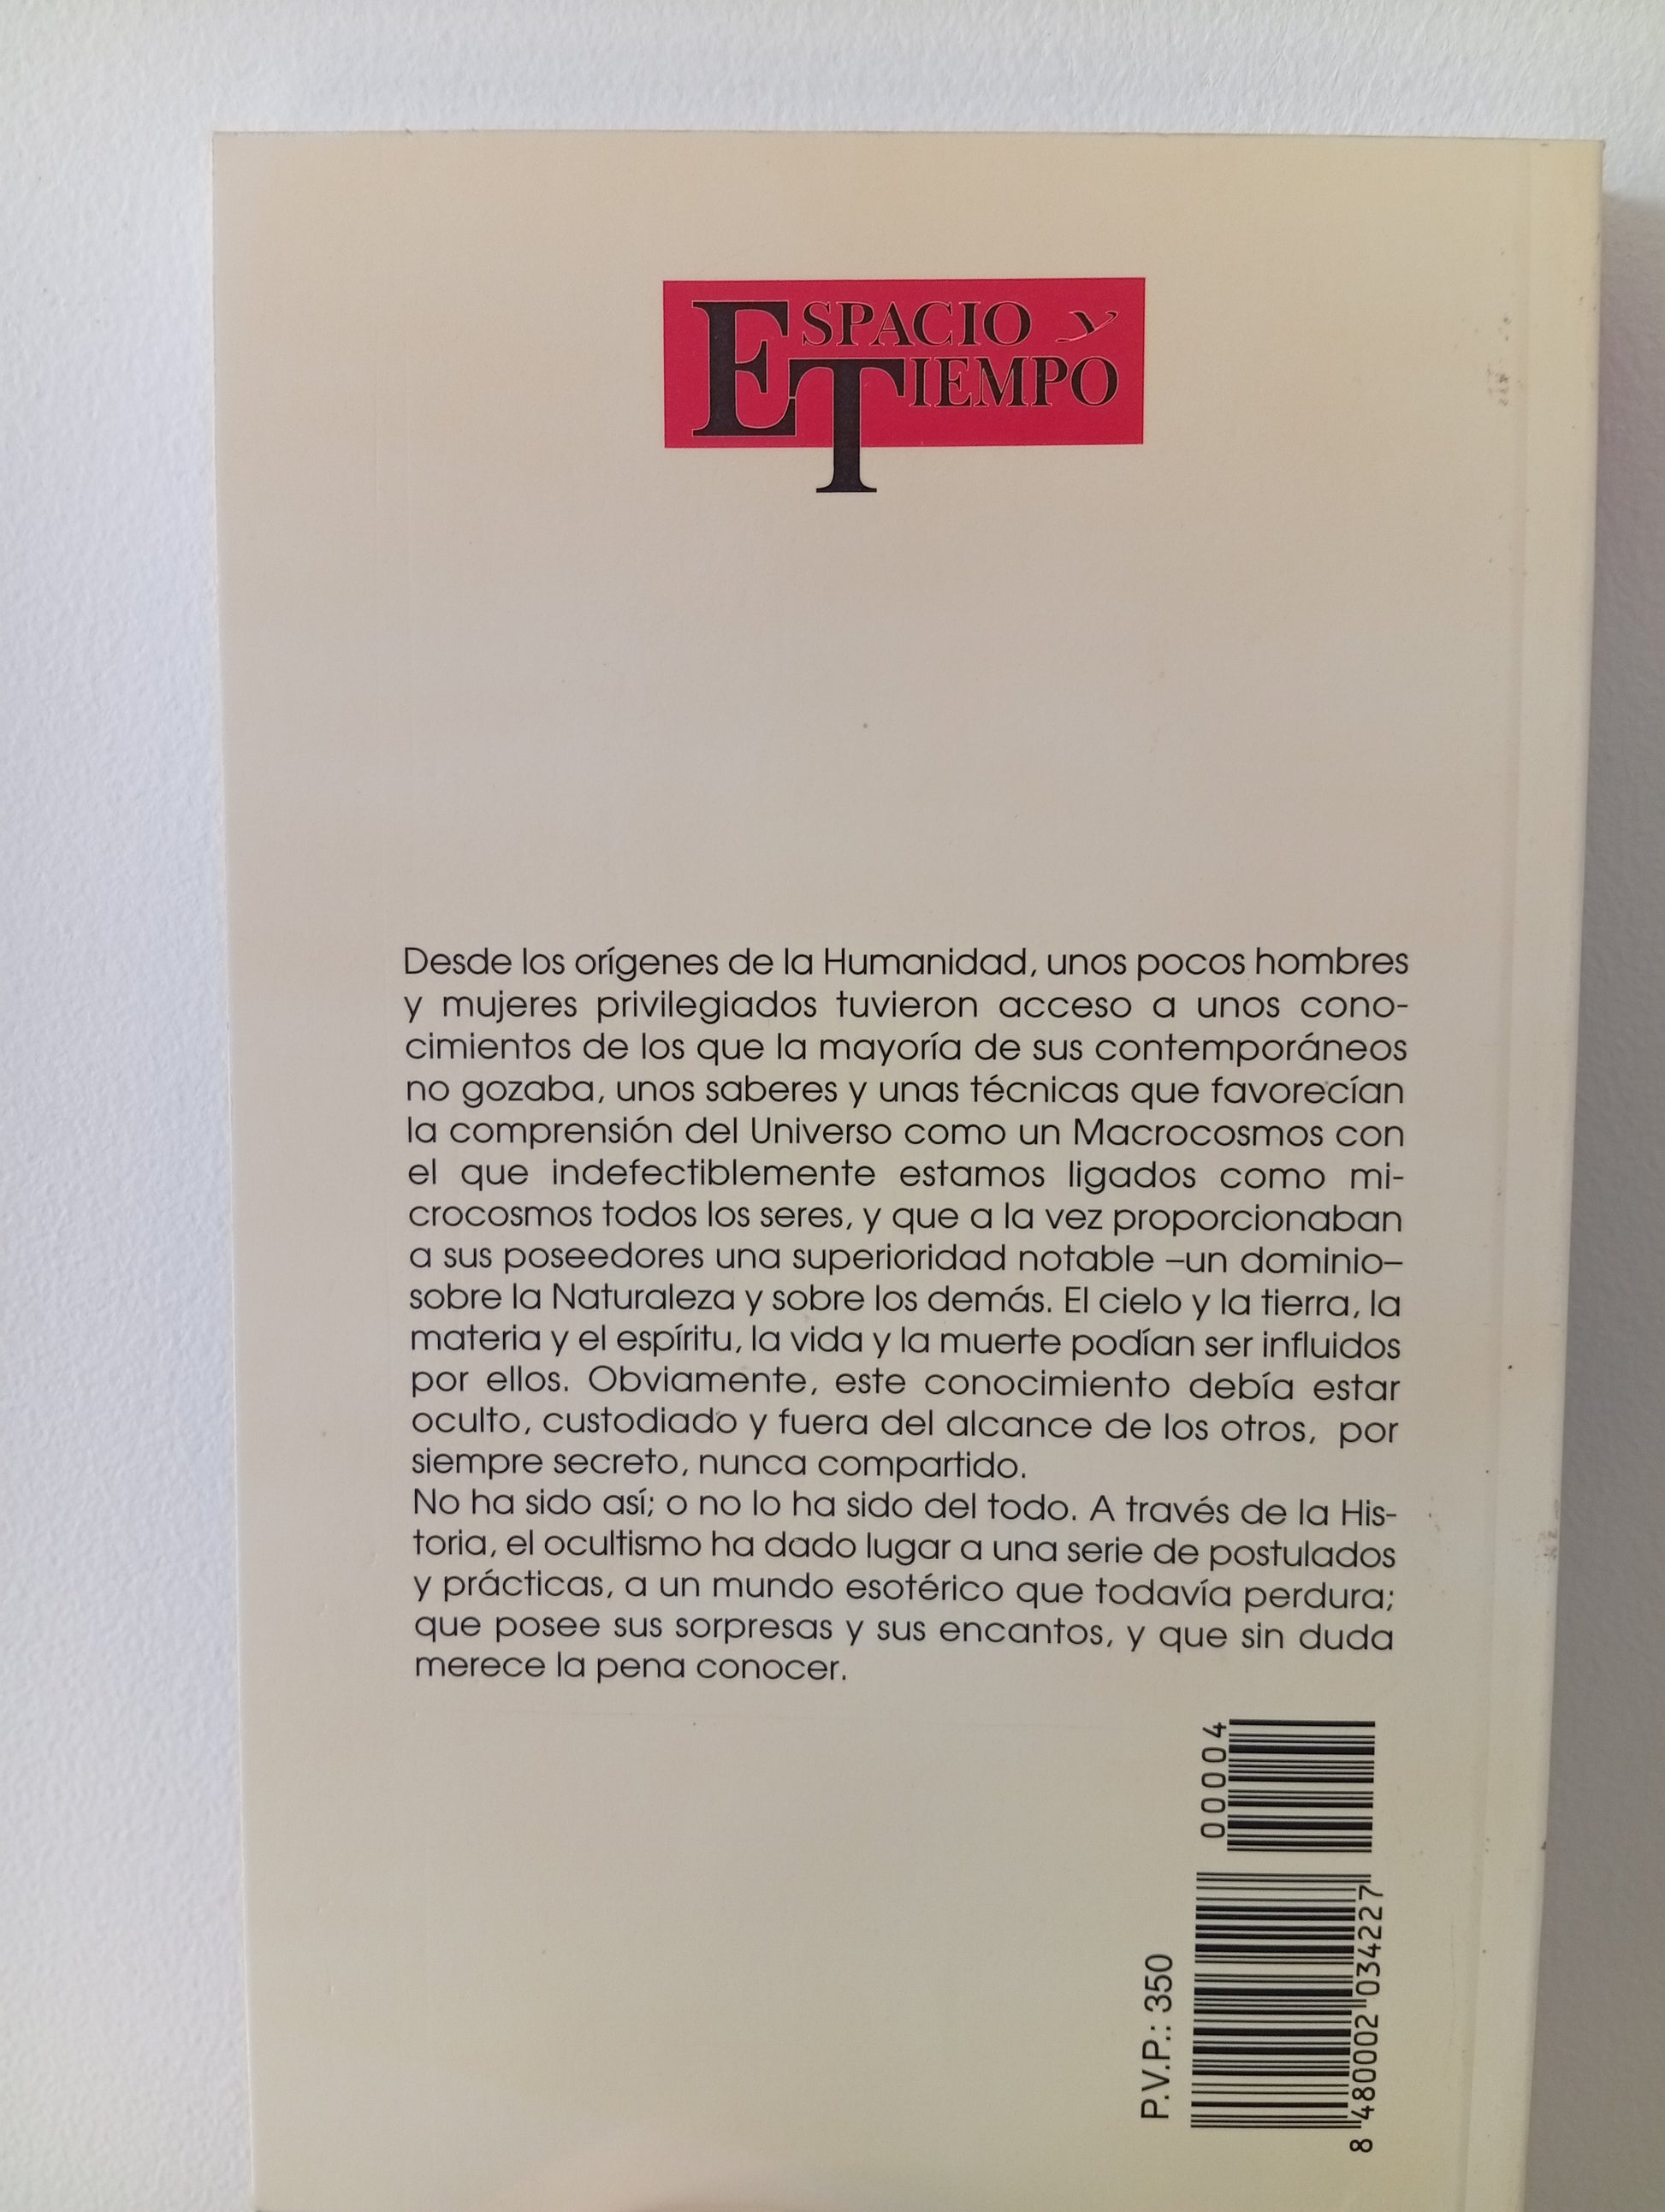 ESPACIO y
TIEMPO
Desde los orígenes de la Humanidad, unos pocos hombres
y mujeres privilegiados tuvieron acceso a unos cono-
cimientos de los que la mayoría de sus contemporáneos
no gozaba, unos saberes y unas técnicas que favorecían
la comprensión del Universo como un Macrocosmos con
el que indefectiblemente estamos ligados como mi-
crocosmos todos los seres, y que a la vez proporcionaban
a sus poseedores una superioridad notable –un dominio–
sobre la Naturaleza y sobre los demás. El cielo y la tierra, la
materia y el espíritu, la vida y la muerte podían ser influidos
por ellos. Obviamente, este conocimiento debía estar
oculto, custodiado y fuera del alcance de los otros, por
siempre secreto, nunca compartido.
No ha sido así; o no lo ha sido del todo. A través de la His-
toria, el ocultismo ha dado lugar a una serie de postulados
y prácticas, a un mundo esotérico que todavía perdura;
que posee sus sorpresas y sus encantos, y que sin duda
merece la pena conocer.
P.V.P.: 350
00004
8 480002 034227